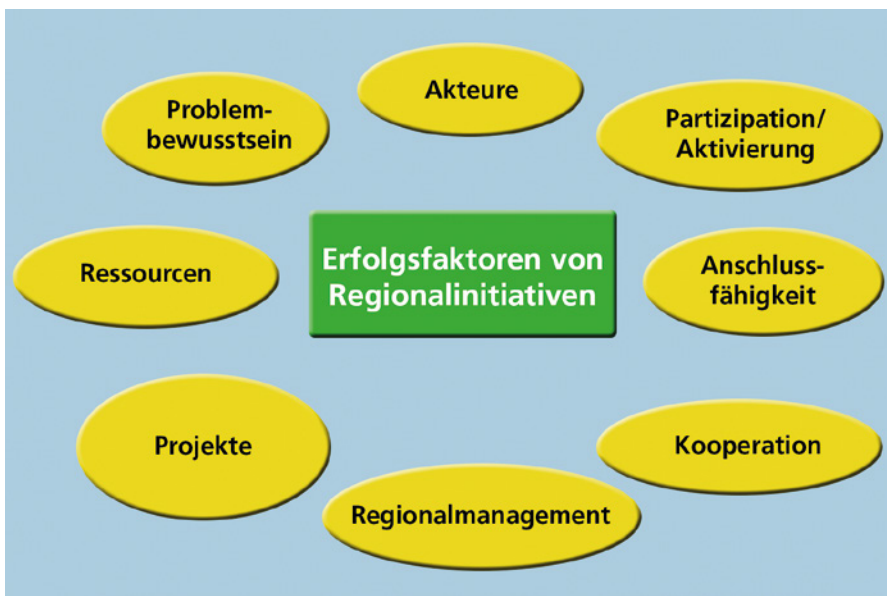 Akteure
Problem-
bewusstsein
Partizipation/
Aktivierung
Ressourcen
Erfolgsfaktoren von
Regionalinitiativen
Anschluss-
fähigkeit
Projekte
Kooperation
Regionalmanagement